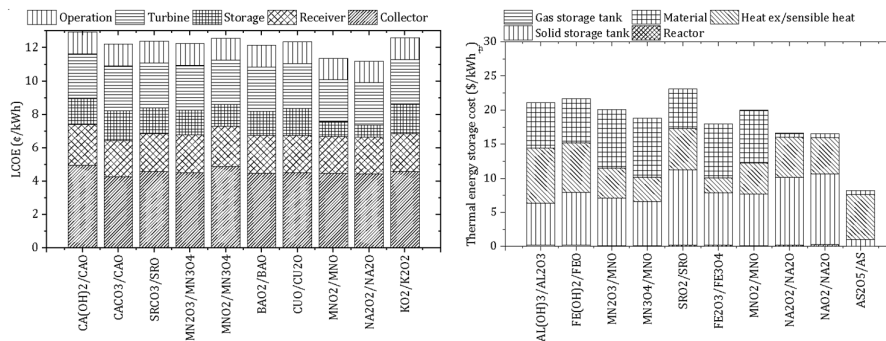 Operation Turbine Storage Receiver Collector
LCOE (¢/kWh)
12
10
8
6
4
2
0
CA(OH)2/CAO
CACO3/CAO
SRCO3/SRO
MN2O3/MN3O4
MNO2/MN3O4
BAO2/BAO
CUO/CU2O
MNO2/MNO
NA2O2/NA2O
KO2/K2O2
Gas storage tank Material Heat ex/sensible heat
Solid storage tank Reactor
Thermal energy storage cost ($/kWh
30
25
20
15
10
5
0
AL(OH)3/AL2O3
FE(OH)2/FEO
MN2O3/MNO
MN3O4/MNO
SRO2/SRO
FE2O3/FE3O4
MNO2/MNO
NA2O2/NA2O
NAO2/NA2O
AS2O5/AS